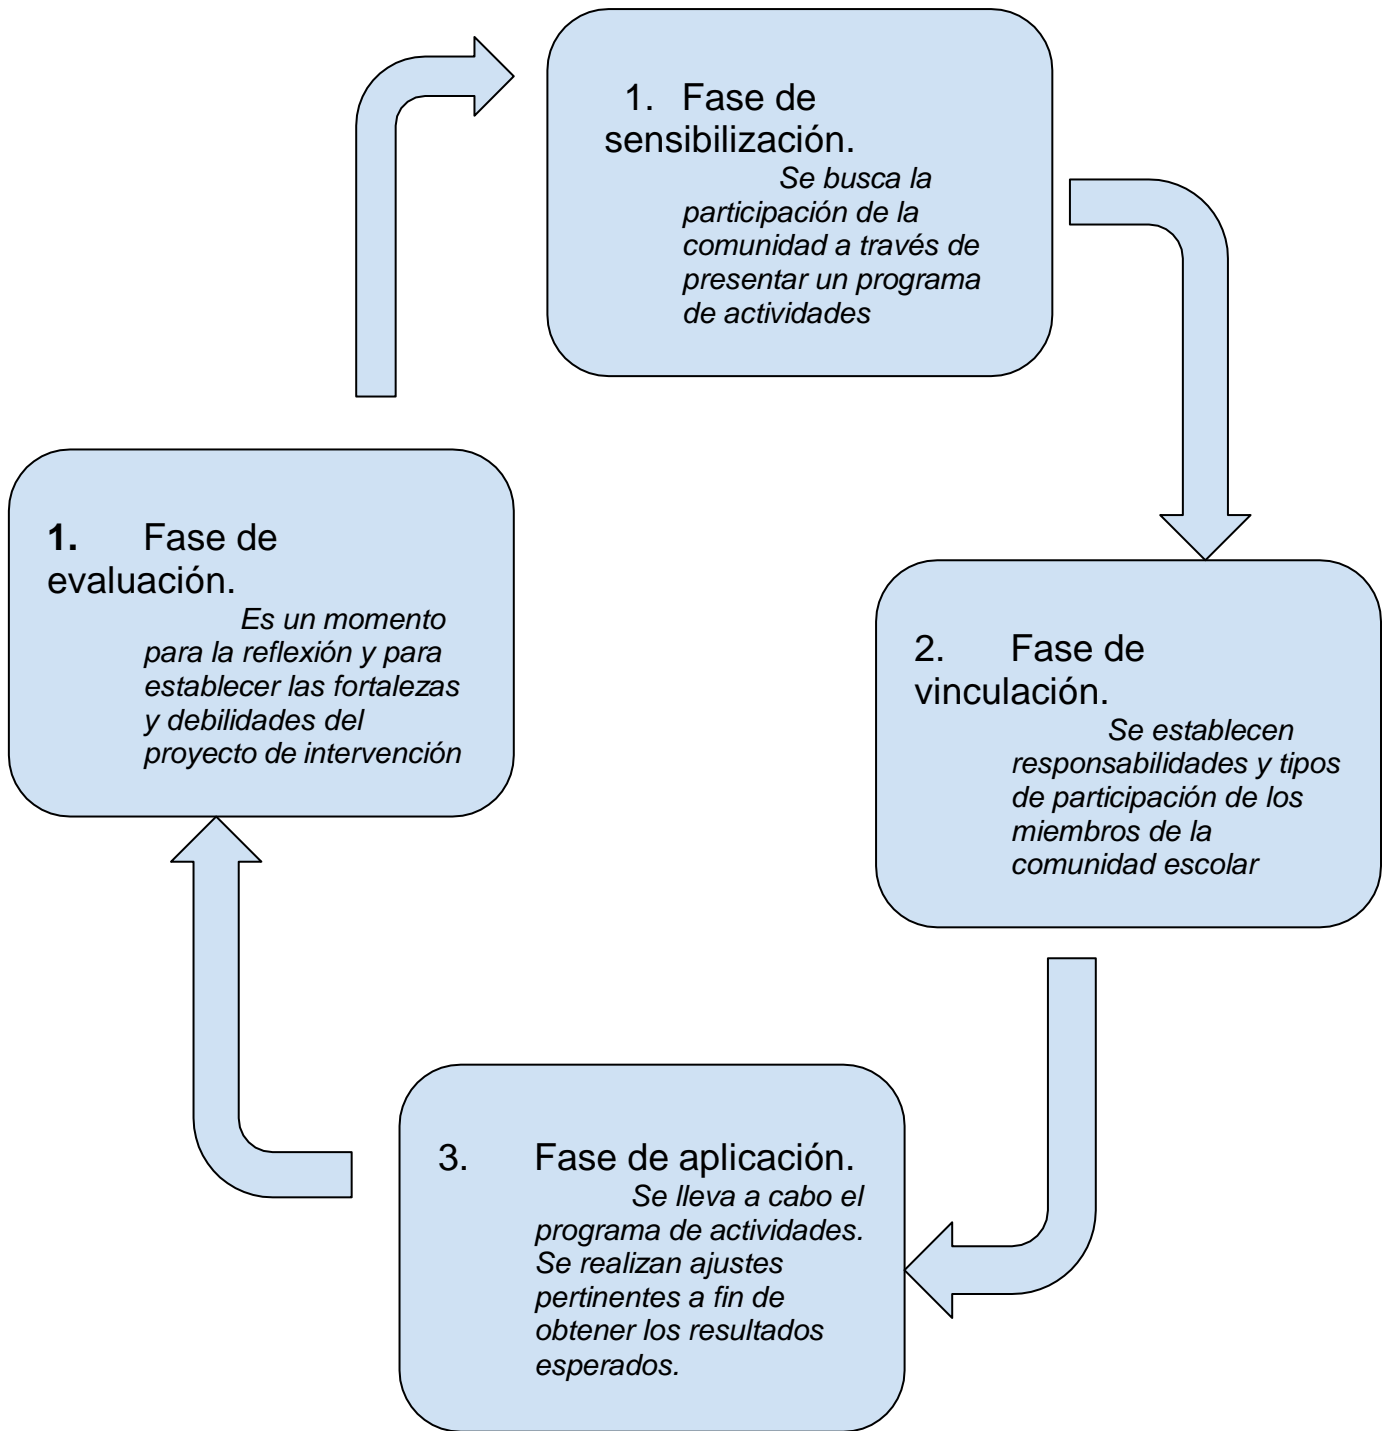 1. Fase de
sensibilización.
Se busca la
participación de la
comunidad a través de
presentar un programa
de actividades
2. Fase de
vinculación.
Se establecen
responsabilidades y tipos
de participación de los
miembros de la
comunidad escolar
3. Fase de aplicación.
Se lleva a cabo el
programa de actividades.
Se realizan ajustes
pertinentes a fin de
obtener los resultados
esperados.
1. Fase de
evaluación.
Es un momento
para la reflexión y para
establecer las fortalezas
y debilidades del
proyecto de intervención